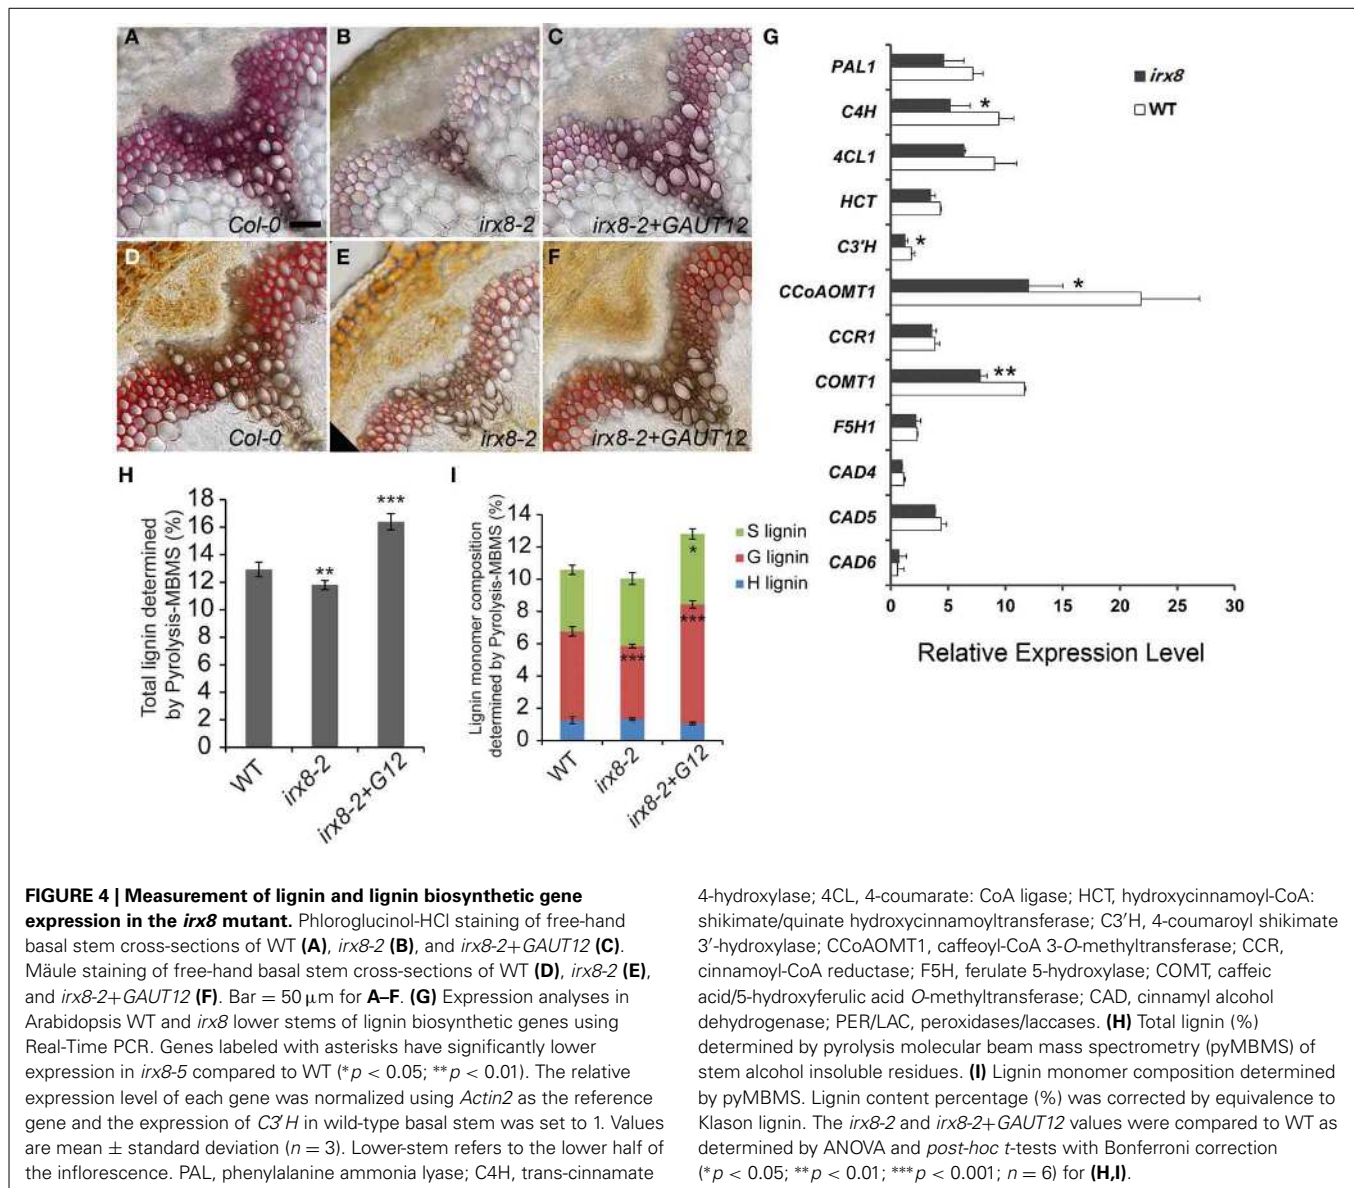 A
B
C
Col-0
irx8-2
irx8-2+GAUT12
D
E
F
Col-0
irx8-2
irx8-2+GAUT12
G
PAL1
C4H
4CL1
HCT
C3'H
CCoAOMT1
CCR1
COMT1
F5H1
CAD4
CAD5
CAD6
*
*
*
**
irx8
WT
0 5 10 15 20 25 30
Relative Expression Level
H
Total lignin determined
by Pyrolysis-MBMS (%)
18
16
14
12
10
8
6
4
2
0
**
***
WT
irx8-2
irx8-2+G12
I
Lignin monomer composition
determined by Pyrolysis-MBMS (%)
14
12
10
8
6
4
2
0
***
*
***
WT
irx8-2
irx8-2+G12
S lignin
G lignin
H lignin
FIGURE 4 | Measurement of lignin and lignin biosynthetic gene
expression in the irx8 mutant. Phloroglucinol-HCl staining of free-hand
basal stem cross-sections of WT (A), irx8-2 (B), and irx8-2+GAUT12 (C).
Mäule staining of free-hand basal stem cross-sections of WT (D), irx8-2 (E),
and irx8-2+GAUT12 (F). Bar = 50 μm for A–F. (G) Expression analyses in
Arabidopsis WT and irx8 lower stems of lignin biosynthetic genes using
Real-Time PCR. Genes labeled with asterisks have significantly lower
expression in irx8-5 compared to WT (*p < 0.05; **p < 0.01). The relative
expression level of each gene was normalized using Actin2 as the reference
gene and the expression of C3'H in wild-type basal stem was set to 1. Values
are mean ± standard deviation (n = 3). Lower-stem refers to the lower half of
the inflorescence. PAL, phenylalanine ammonia lyase; C4H, trans-cinnamate
4-hydroxylase; 4CL, 4-coumarate: CoA ligase; HCT, hydroxycinnamoyl-CoA:
shikimate/quinate hydroxycinnamoyltransferase; C3'H, 4-coumaroyl shikimate
3'-hydroxylase; CCoAOMT1, caffeoyl-CoA 3-O-methyltransferase; CCR,
cinnamoyl-CoA reductase; F5H, ferulate 5-hydroxylase; COMT, caffeic
acid/5-hydroxyferulic acid O-methyltransferase; CAD, cinnamyl alcohol
dehydrogenase; PER/LAC, peroxidases/laccases. (H) Total lignin (%)
determined by pyrolysis molecular beam mass spectrometry (pyMBMS) of
stem alcohol insoluble residues. (I) Lignin monomer composition determined
by pyMBMS. Lignin content percentage (%) was corrected by equivalence to
Klason lignin. The irx8-2 and irx8-2+GAUT12 values were compared to WT as
determined by ANOVA and post-hoc t-tests with Bonferroni correction
(*p < 0.05; **p < 0.01; ***p < 0.001; n = 6) for (H,I).